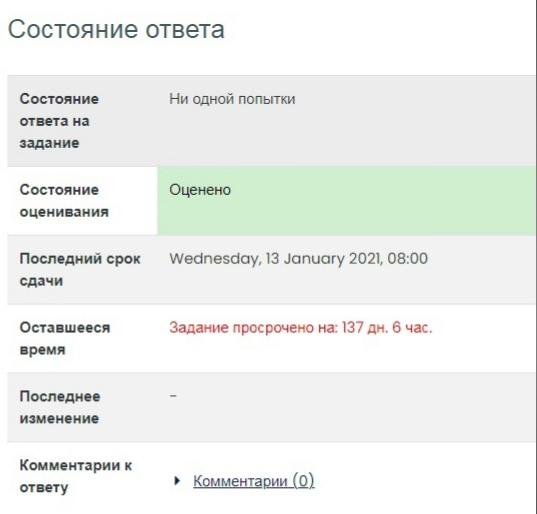 Состояние ответа
Состояние Ни одной попытки
ответа на
задание
Состояние Оценено
оценивания
Последний срок Wednesday, 13 January 2021, 08:00
сдачи
Оставшееся Задание просрочено на: 137 дн. 6 час.
время
Последнее -
изменение
Комментарии к
ответу Комментарии (0)